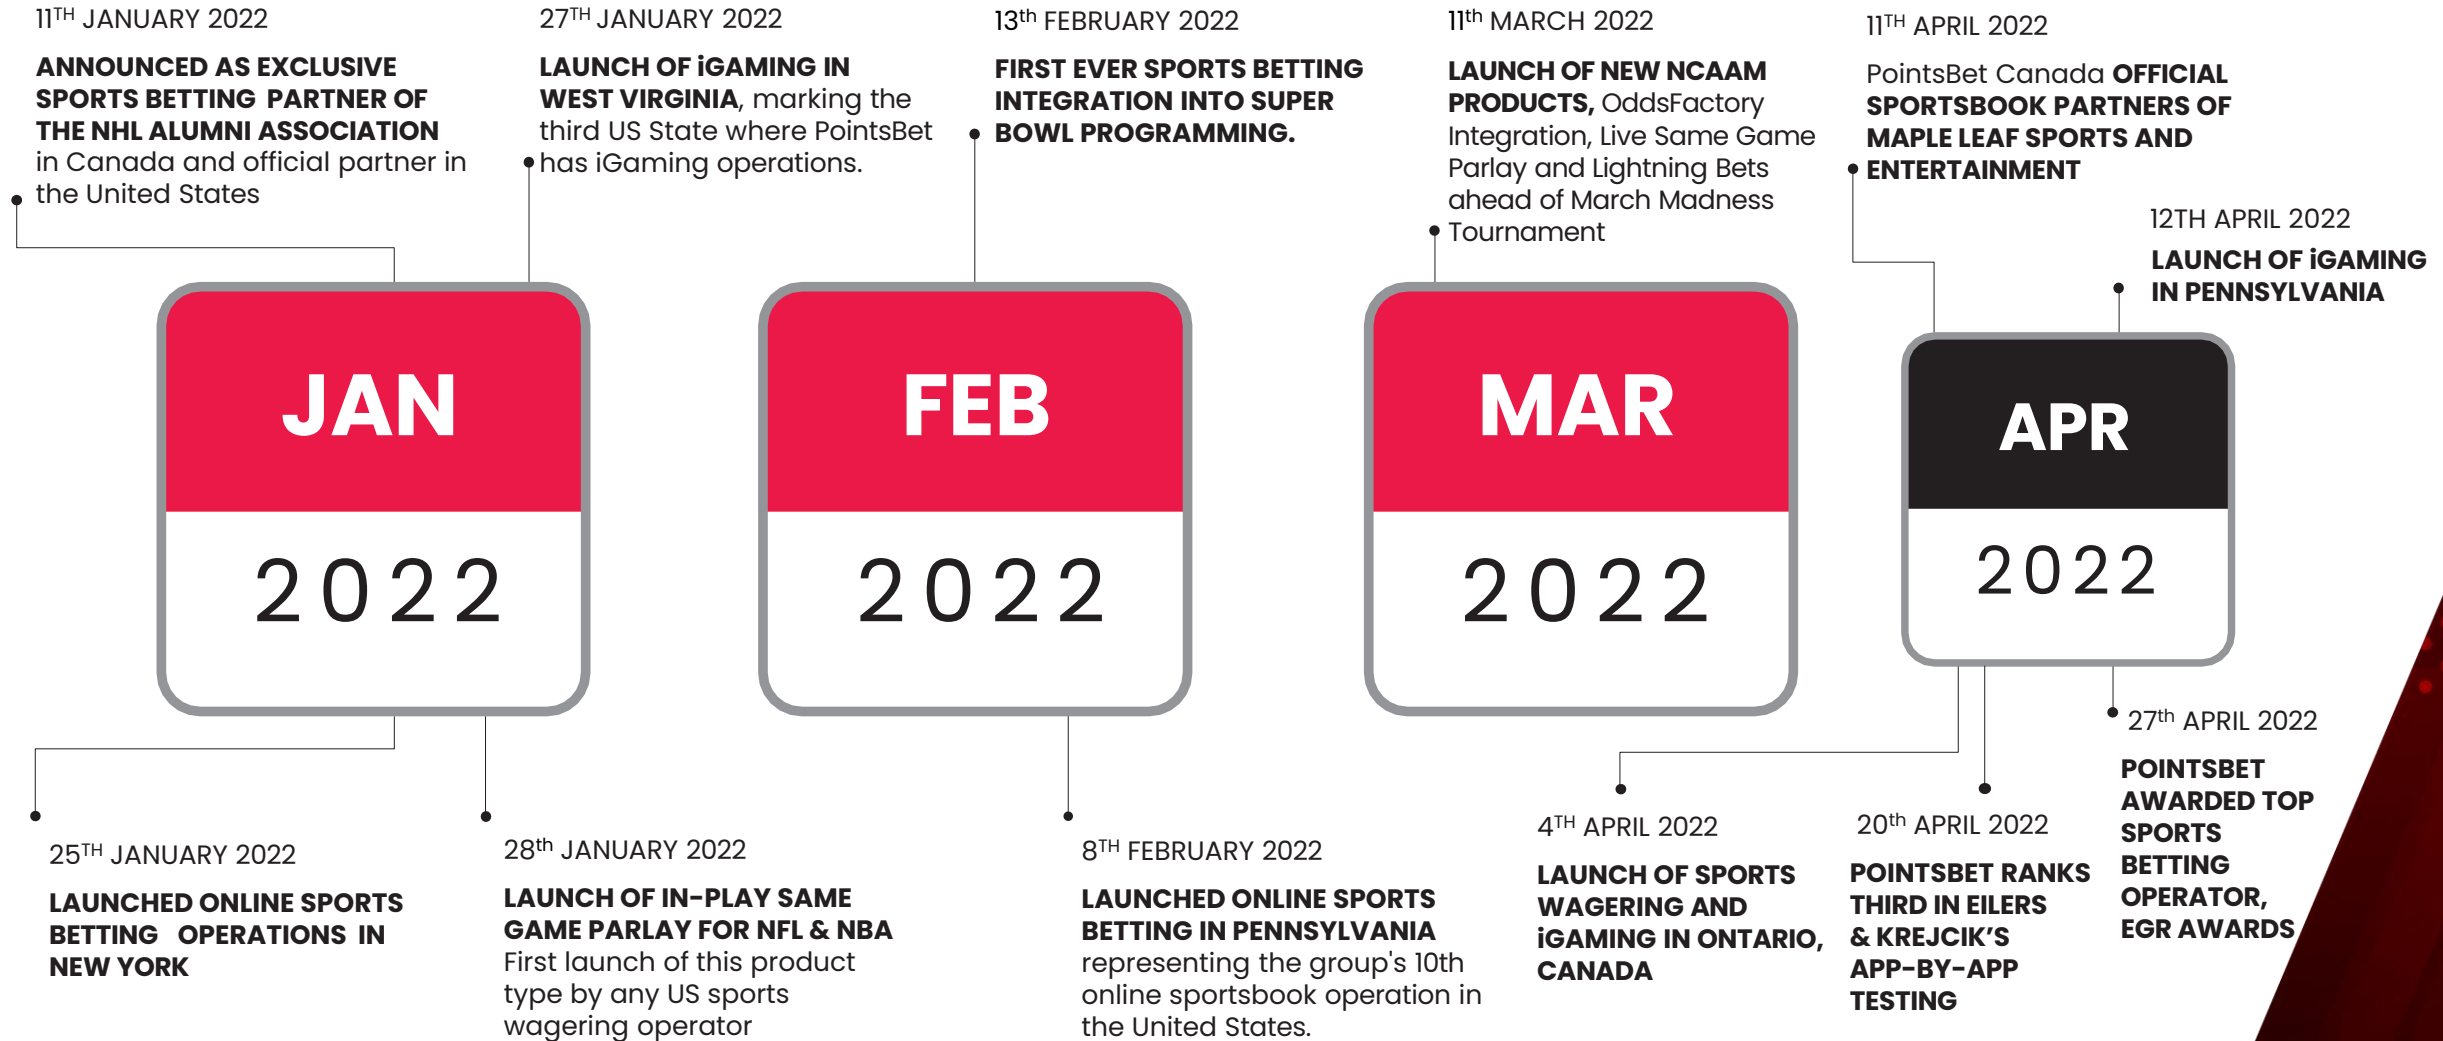 11TH JANUARY 2022
ANNOUNCED AS EXCLUSIVE
SPORTS BETTING PARTNER OF
THE NHL ALUMNI ASSOCIATION
in Canada and official partner in
the United States
27TH JANUARY 2022
LAUNCH OF iGAMING IN
WEST VIRGINIA, marking the
third US State where PointsBet
has iGaming operations.
13th FEBRUARY 2022
FIRST EVER SPORTS BETTING
INTEGRATION INTO SUPER
BOWL PROGRAMMING.
11th MARCH 2022
LAUNCH OF NEW NCAAM
PRODUCTS, OddsFactory
Integration, Live Same Game
Parlay and Lightning Bets
ahead of March Madness
Tournament
11TH APRIL 2022
PointsBet Canada OFFICIAL
SPORTSBOOK PARTNERS OF
MAPLE LEAF SPORTS AND
ENTERTAINMENT
12TH APRIL 2022
LAUNCH OF iGAMING
IN PENNSYLVANIA
JAN
2022
FEB
2022
MAR
2022
APR
2022
25TH JANUARY 2022
LAUNCHED ONLINE SPORTS
BETTING OPERATIONS IN
NEW YORK
28th JANUARY 2022
LAUNCH OF IN-PLAY SAME
GAME PARLAY FOR NFL & NBA
First launch of this product
type by any US sports
wagering operator
8TH FEBRUARY 2022
LAUNCHED ONLINE SPORTS
BETTING IN PENNSYLVANIA
representing the group's 10th
online sportsbook operation in
the United States.
4TH APRIL 2022
LAUNCH OF SPORTS
WAGERING AND
iGAMING IN ONTARIO,
CANADA
20th APRIL 2022
POINTSBET RANKS
THIRD IN EILERS
& KREJCIK’S
APP-BY-APP
TESTING
27th APRIL 2022
POINTSBET
AWARDED TOP
SPORTS
BETTING
OPERATOR,
EGR AWARDS